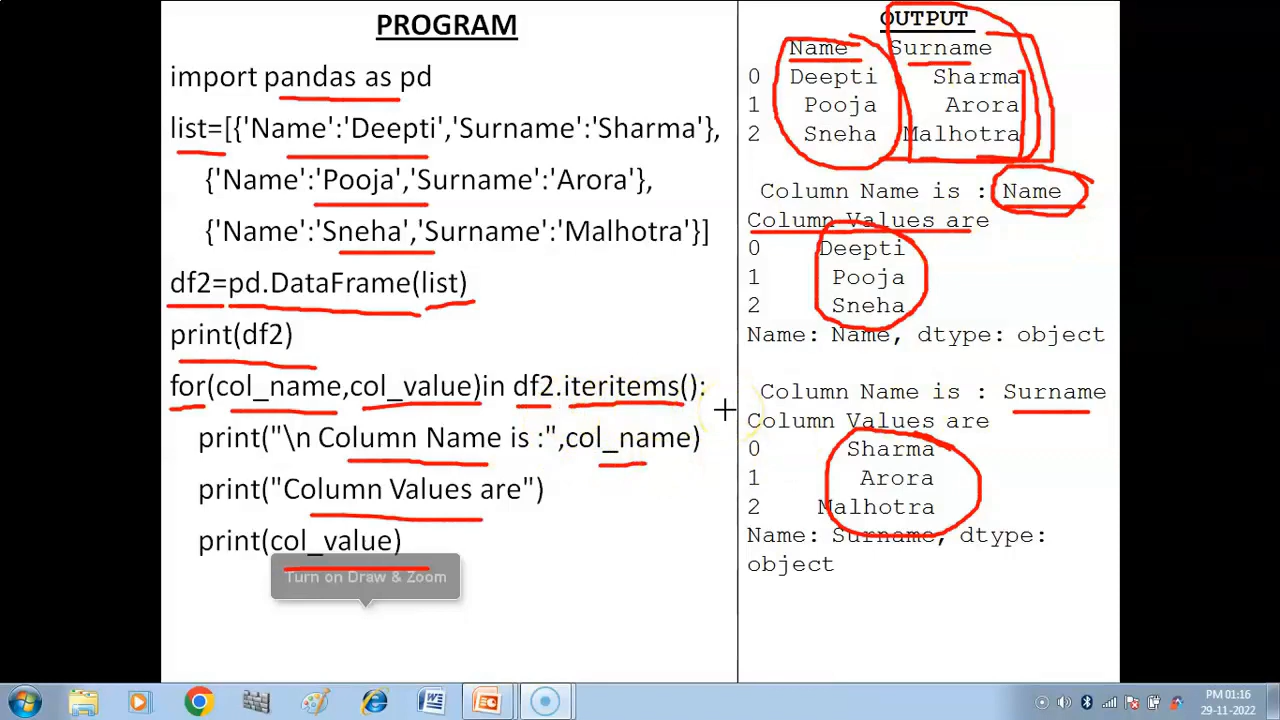 PROGRAM
import pandas as pd
list=[{'Name':'Deepti','Surname':'Sharma'},
{'Name':'Pooja','Surname':'Arora'},
{'Name':'Sneha','Surname':'Malhotra'}]
df2=pd.DataFrame(list)
print(df2)
for(col_name,col_value)in df2.iteritems():
print("\n Column Name is :",col_name)
print("Column Values are")
print(col_value)
Turn on Draw & Zoom
OUTPUT
Name Surname
0 Deepti Sharma
1 Pooja Arora
2 Sneha Malhotra
Column Name is : Name
Column Values are
0 Deepti
1 Pooja
2 Sneha
Name: Name, dtype: object
Column Name is : Surname
Column Values are
0 Sharma
1 Arora
2 Malhotra
Name: Surname, dtype:
object
PM 01:16
29-11-2022